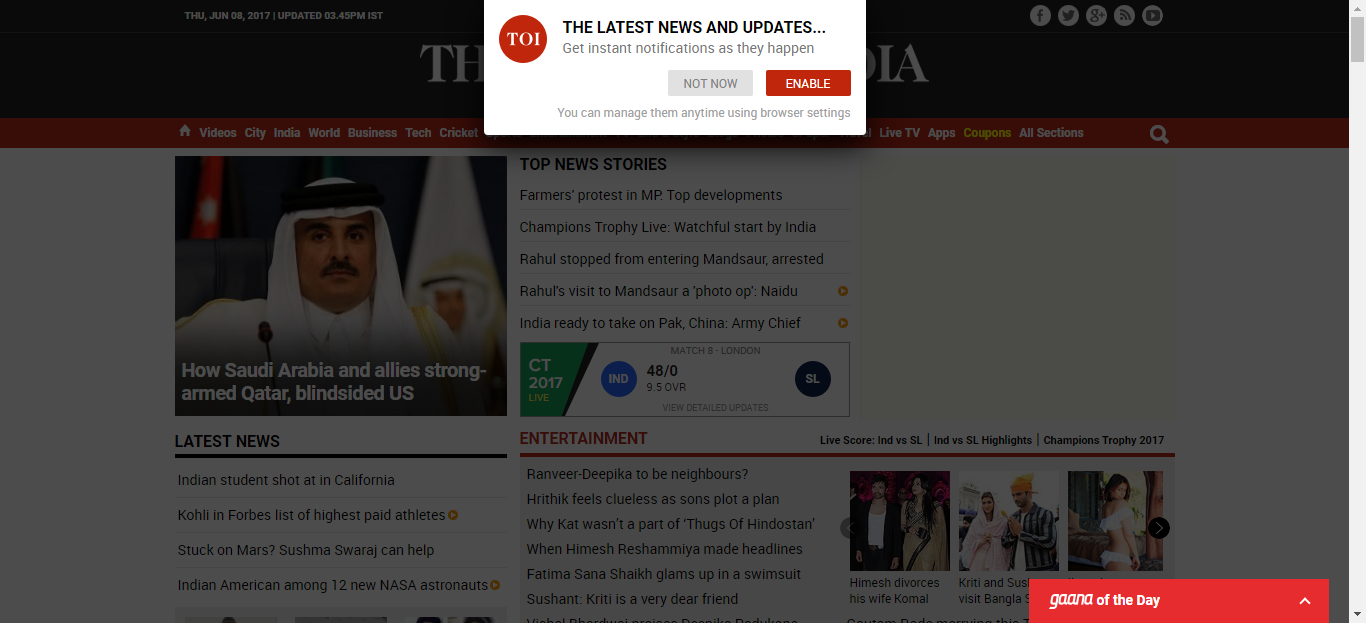 THU, JUN 08, 2017 | UPDATED 03.45PM IST
TOI
THE LATEST NEWS AND UPDATES...
Get instant notifications as they happen
NOT NOW
ENABLE
You can manage them anytime using browser settings
Videos City India World Business Tech Cricket
Live TV Apps Coupons All Sections
How Saudi Arabia and allies strong-
armed Qatar, blindsided US
TOP NEWS STORIES
Farmers' protest in MP: Top developments
Champions Trophy Live: Watchful start by India
Rahul stopped from entering Mandsaur, arrested
Rahul's visit to Mandsaur a 'photo op': Naidu
India ready to take on Pak, China: Army Chief
MATCH 8 - LONDON
CT
2017
LIVE
IND
48/0
9.5 OVR
SL
VIEW DETAILED UPDATES
LATEST NEWS
Indian student shot at in California
Kohli in Forbes list of highest paid athletes
Stuck on Mars? Sushma Swaraj can help
Indian American among 12 new NASA astronauts
ENTERTAINMENT
Live Score: Ind vs SL | Ind vs SL Highlights | Champions Trophy 2017
Ranveer-Deepika to be neighbours?
Hrithik feels clueless as sons plot a plan
Why Kat wasn't a part of 'Thugs Of Hindostan'
When Himesh Reshammiya made headlines
Fatima Sana Shaikh glams up in a swimsuit
Sushant: Kriti is a very dear friend
Himesh divorces
his wife Komal
Kriti and
visit Bangla
gaana of the Day